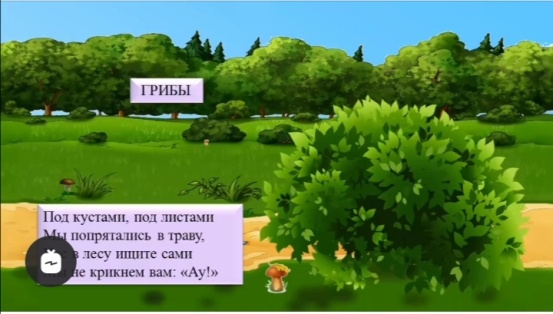 ГРИБЫ
Под кустами, под листами
Мы попрятались в траву,
в лесу ищите сами
не крикнем вам: «Ау!»